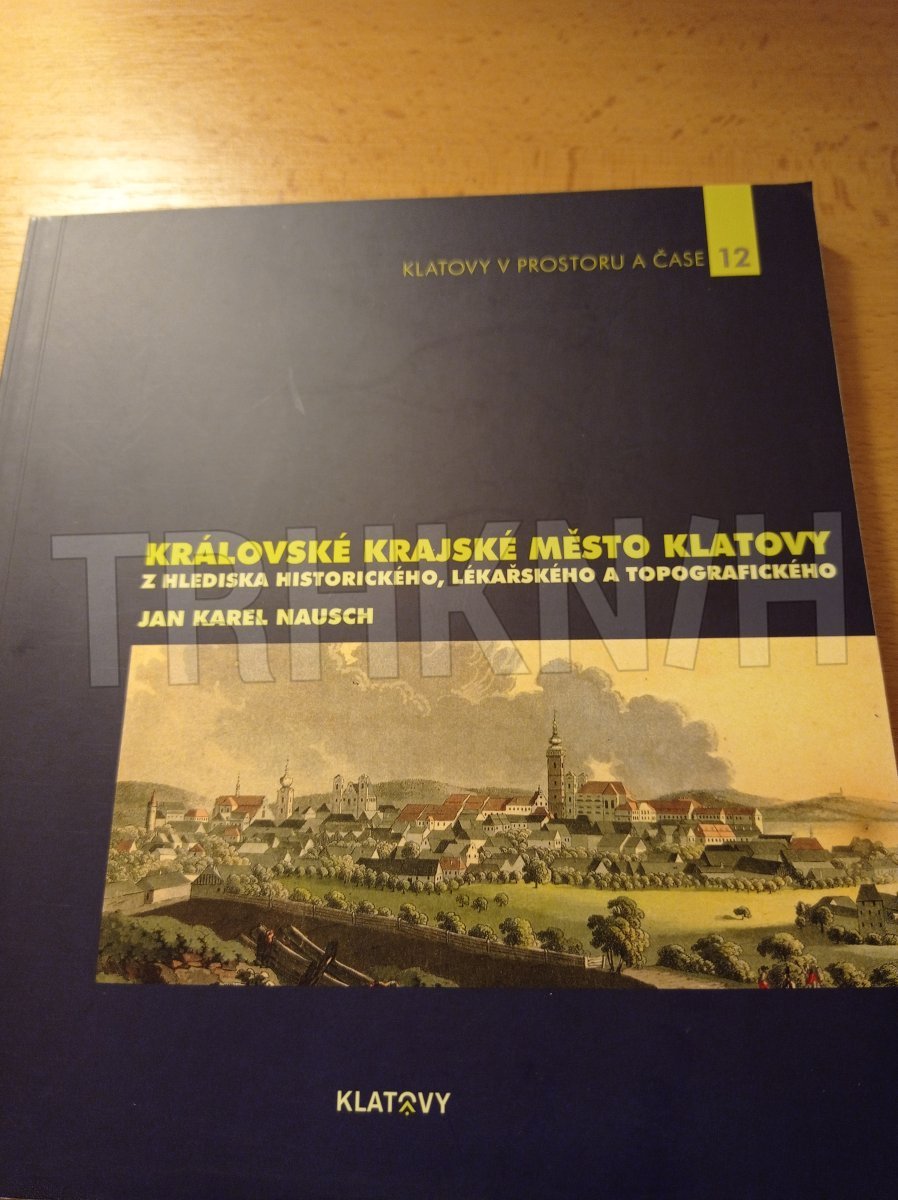 KLATOVY V PROSTORU A ČASE 12
KRÁLOVSKÉ KRAJSKÉ MĚSTO KLATOVY
Z HLEDISKA HISTORICKÉHO, LÉKAŘSKÉHO A TOPOGRAFICKÉHO
JAN KAREL NAUSCH
TRHKNIH
KLATOVY